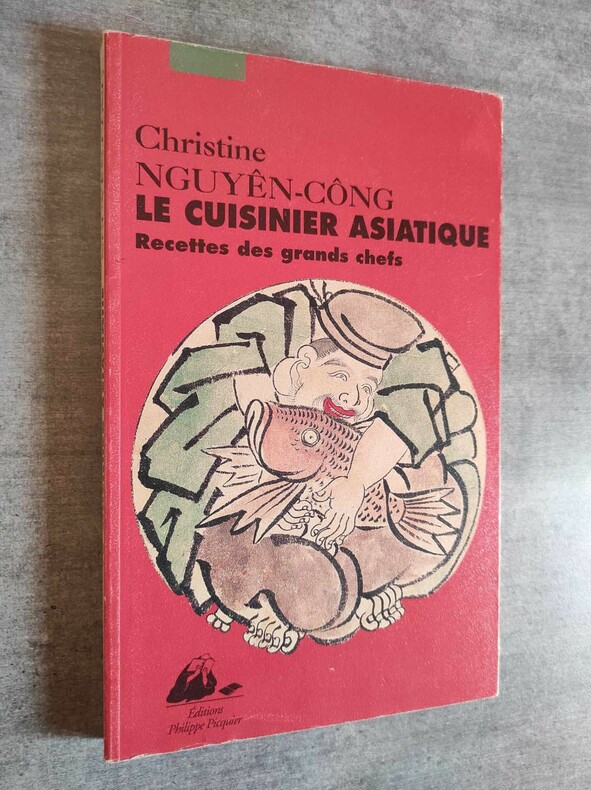 Christine
NGUYÊN-CÔNG
LE CUISINIER ASIATIQUE
Recettes des grands chefs
Éditions
Philippe Picquier